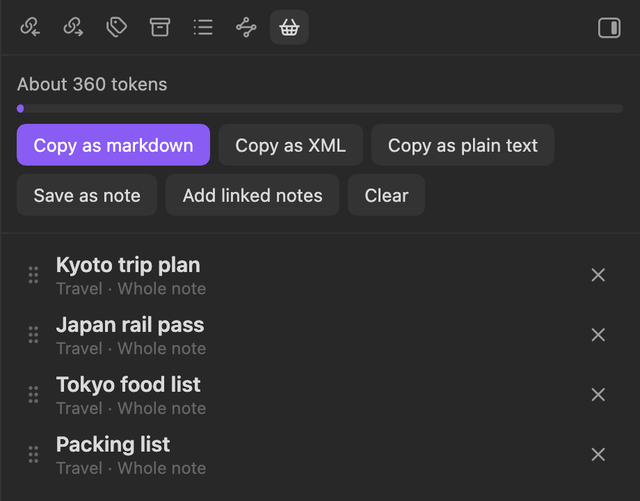 About 360 tokens
Copy as markdown Copy as XML Copy as plain text
Save as note Add linked notes Clear
Kyoto trip plan
Travel · Whole note
Japan rail pass
Travel · Whole note
Tokyo food list
Travel · Whole note
Packing list
Travel · Whole note